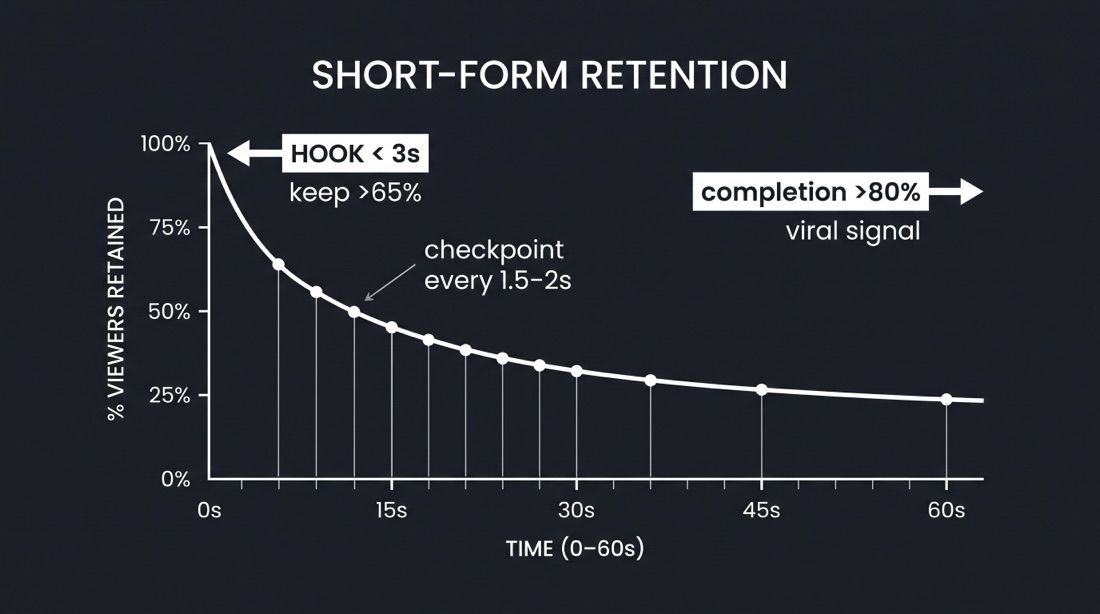 SHORT-FORM RETENTION
100%
HOOK < 3s
keep >65%
completion >80%
viral signal
75%
checkpoint
every 1.5–2s
50%
25%
0%
% VIEWERS RETAINED
0s
15s
30s
45s
60s
TIME (0–60s)